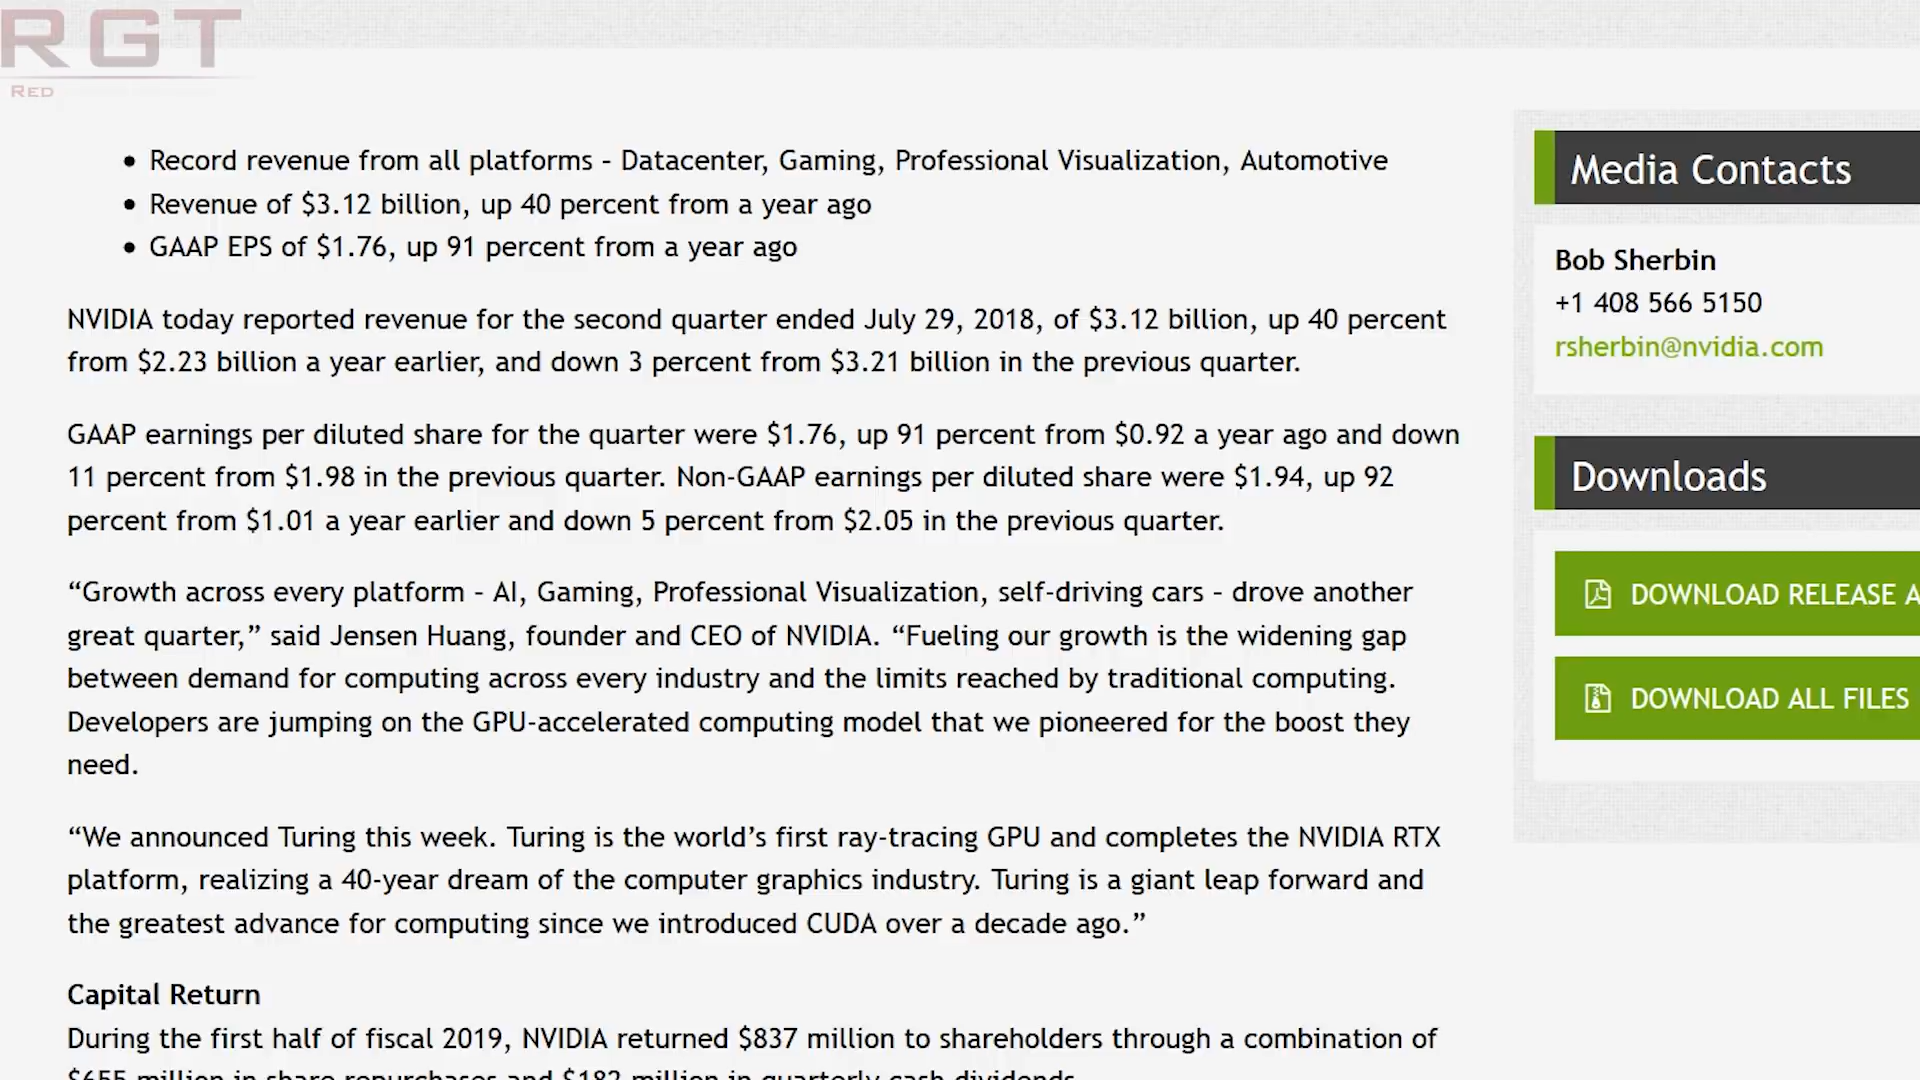 RGT
RED
• Record revenue from all platforms – Datacenter, Gaming, Professional Visualization, Automotive
• Revenue of $3.12 billion, up 40 percent from a year ago
• GAAP EPS of $1.76, up 91 percent from a year ago
NVIDIA today reported revenue for the second quarter ended July 29, 2018, of $3.12 billion, up 40 percent
from $2.23 billion a year earlier, and down 3 percent from $3.21 billion in the previous quarter.
GAAP earnings per diluted share for the quarter were $1.76, up 91 percent from $0.92 a year ago and down
11 percent from $1.98 in the previous quarter. Non-GAAP earnings per diluted share were $1.94, up 92
percent from $1.01 a year earlier and down 5 percent from $2.05 in the previous quarter.
“Growth across every platform – AI, Gaming, Professional Visualization, self-driving cars – drove another
great quarter,” said Jensen Huang, founder and CEO of NVIDIA. “Fueling our growth is the widening gap
between demand for computing across every industry and the limits reached by traditional computing.
Developers are jumping on the GPU-accelerated computing model that we pioneered for the boost they
need.
“We announced Turing this week. Turing is the world’s first ray-tracing GPU and completes the NVIDIA RTX
platform, realizing a 40-year dream of the computer graphics industry. Turing is a giant leap forward and
the greatest advance for computing since we introduced CUDA over a decade ago.”
Capital Return
During the first half of fiscal 2019, NVIDIA returned $837 million to shareholders through a combination of
$655 million in share repurchases and $182 million in quarterly cash dividends.
Media Contacts
Bob Sherbin
+1 408 566 5150
rsherbin@nvidia.com
Downloads
DOWNLOAD RELEASE A
DOWNLOAD ALL FILES